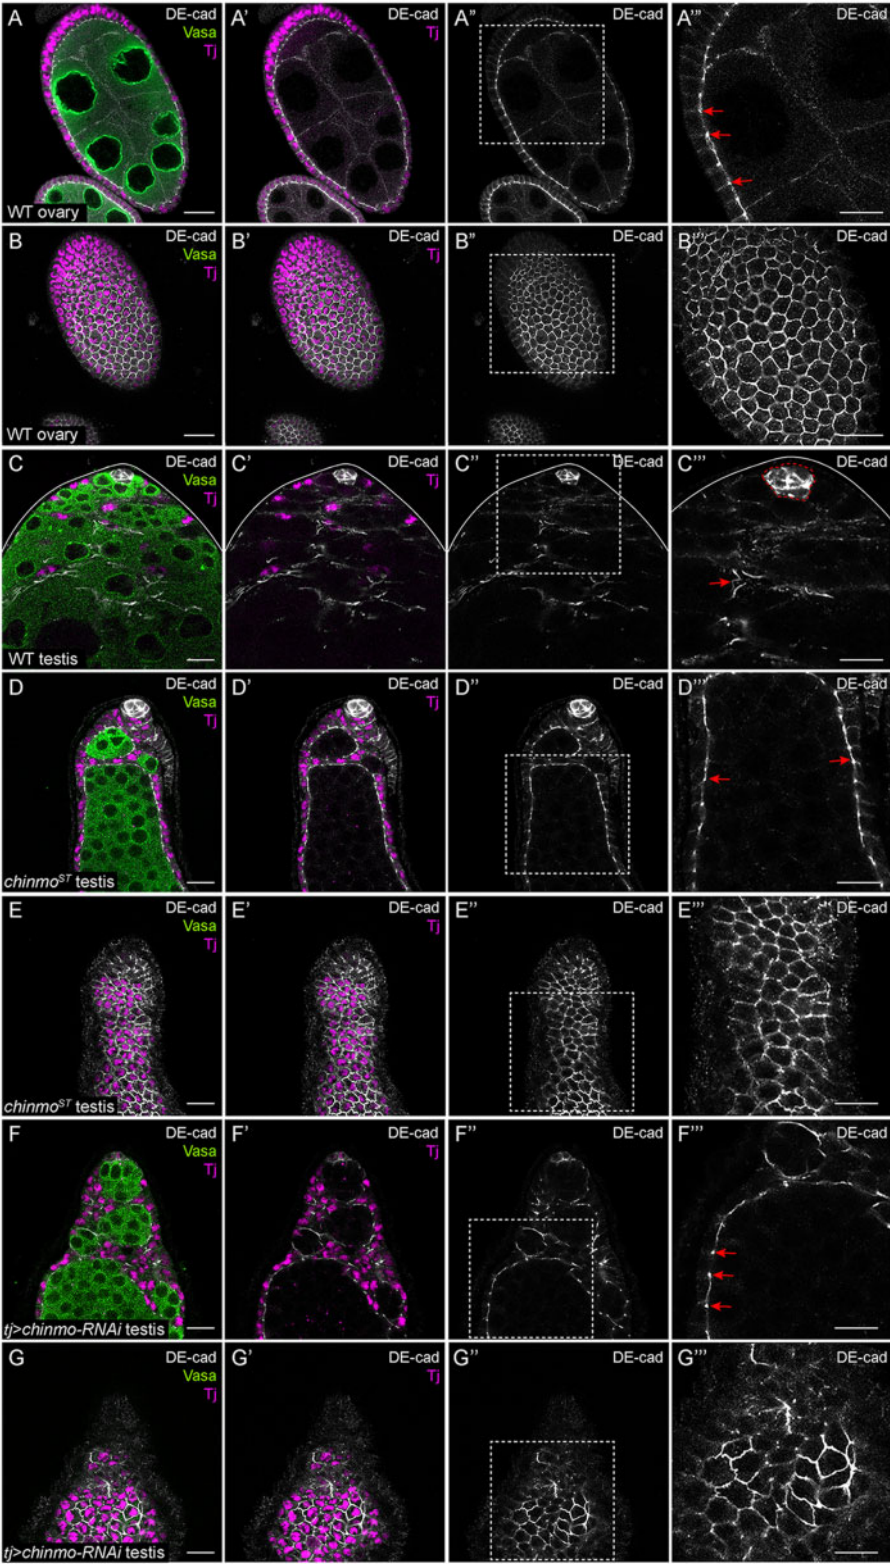 A DE-cad A' DE-cad A'' DE-cad A''' DE-cad
Vasa Tj
Tj
WT ovary
B DE-cad B' DE-cad B'' DE-cad B''' DE-cad
Vasa Tj
Tj
WT ovary
C DE-cad C' DE-cad C'' DE-cad C''' DE-cad
Vasa Tj
Tj
WT testis
D DE-cad D' DE-cad D'' DE-cad D''' DE-cad
Vasa Tj
Tj
chinmoST testis
E DE-cad E' DE-cad E'' DE-cad E''' DE-cad
Vasa Tj
Tj
chinmoST testis
F DE-cad F' DE-cad F'' DE-cad F''' DE-cad
Vasa Tj
Tj
tj>chinmo-RNAi testis
G DE-cad G' DE-cad G'' DE-cad G''' DE-cad
Vasa Tj
Tj
tj>chinmo-RNAi testis